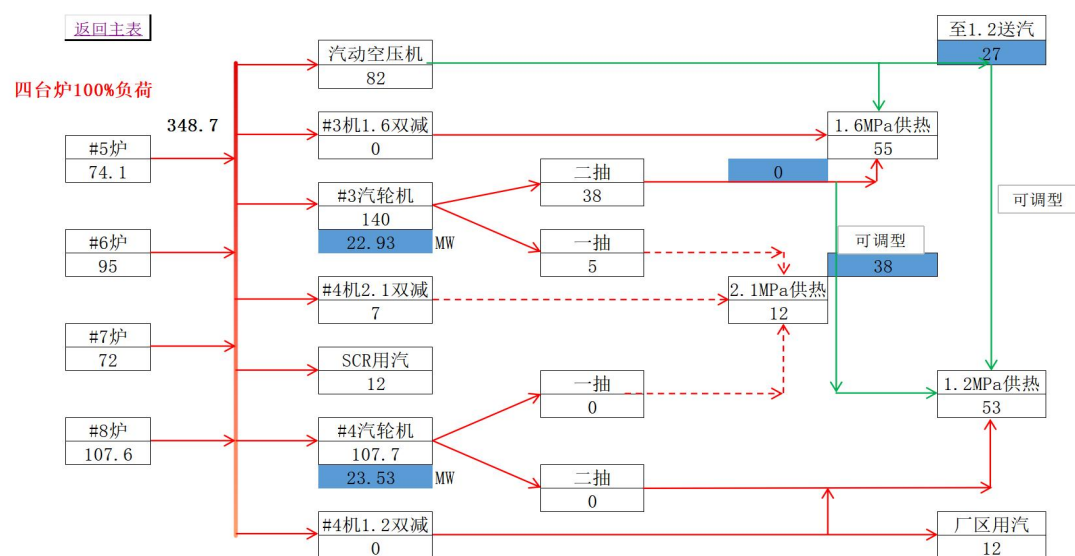 返回主表
四台炉100%负荷
348.7
#5炉
74.1
#6炉
95
#7炉
72
#8炉
107.6
汽动空压机
82
#3机1.6双减
0
#3汽轮机
140
22.93 MW
#4机2.1双减
7
SCR用汽
12
#4汽轮机
107.7
23.53 MW
#4机1.2双减
0
二抽
38
一抽
5
一抽
0
二抽
0
0
2.1MPa供热
12
1.6MPa供热
55
可调型
38
至1.2送汽
27
可调型
1.2MPa供热
53
厂区用汽
12